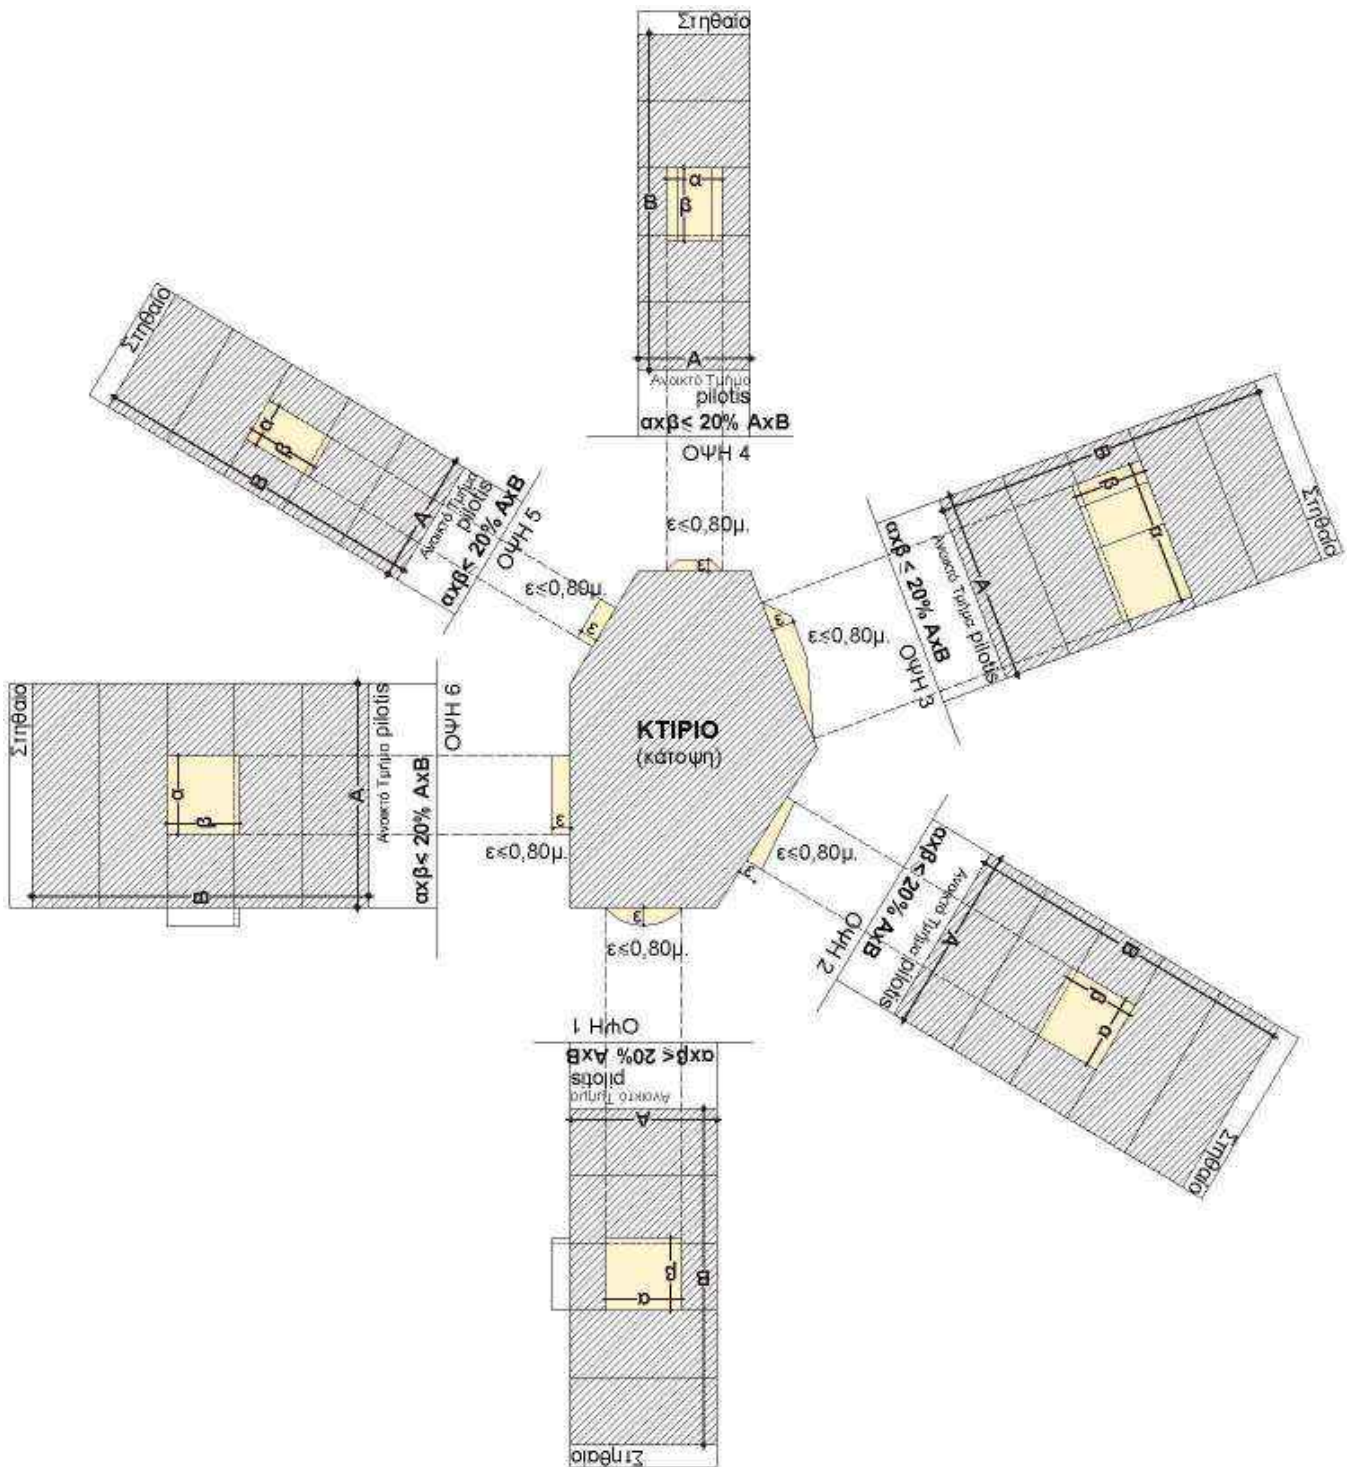 Στηθαίο
B
α
β
A
Ανοικτό Τμήμα
pilotis
αxβ< 20% AxB
ΟΨΗ 4
ε≤0,80μ.
ε
Στηθαίο
B
β
α
A
Ανοικτό Τμήμα pilotis
αxβ ≤ 20% AxB
ΟΨΗ 3
ε≤0,80μ.
ε
Στηθαίο
α
β
B
A
Ανοικτό Τμήμα
pilotis
αxβ< 20% AxB
ΟΨΗ 5
ε≤0,80μ.
ε
ΚΤΙΡΙΟ
(κάτοψη)
Στηθαίο
α
β
B
A
Ανοικτό Τμήμα pilotis
αxβ< 20% AxB
ΟΨΗ 6
ε≤0,80μ.
ε
ε≤0,80μ.
ε
ΟΨΗ 2
αxβ< 20% AxB
Ανοικτό Τμήμα pilotis
A
B
β
α
Στηθαίο
ε
ε≤0,80μ.
ΟΨΗ 1
αxβ< 20% AxB
pilotis
Ανοικτό Τμήμα
A
B
β
α
Στηθαίο